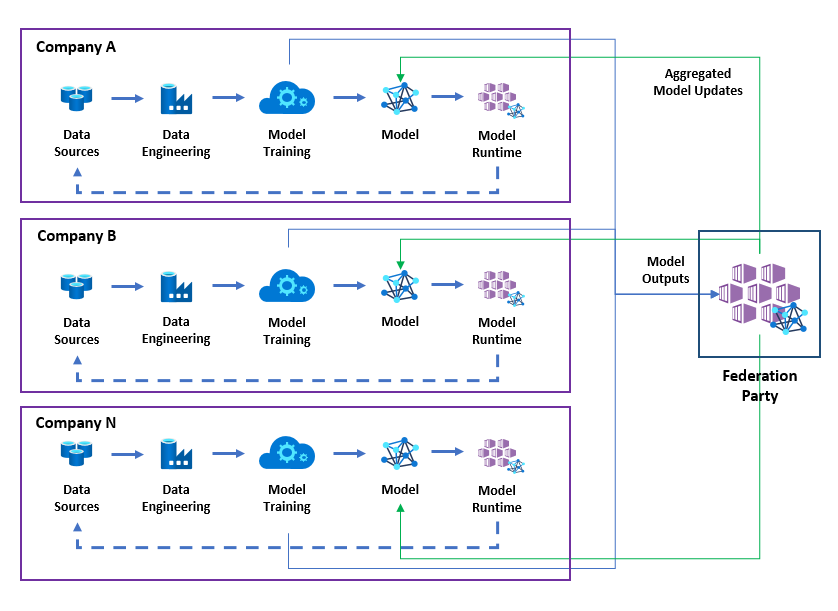 Company A
Data
Sources
Data
Engineering
Model
Training
Model
Model
Runtime
Aggregated
Model Updates
Company B
Data
Sources
Data
Engineering
Model
Training
Model
Model
Runtime
Model
Outputs
Federation
Party
Company N
Data
Sources
Data
Engineering
Model
Training
Model
Model
Runtime